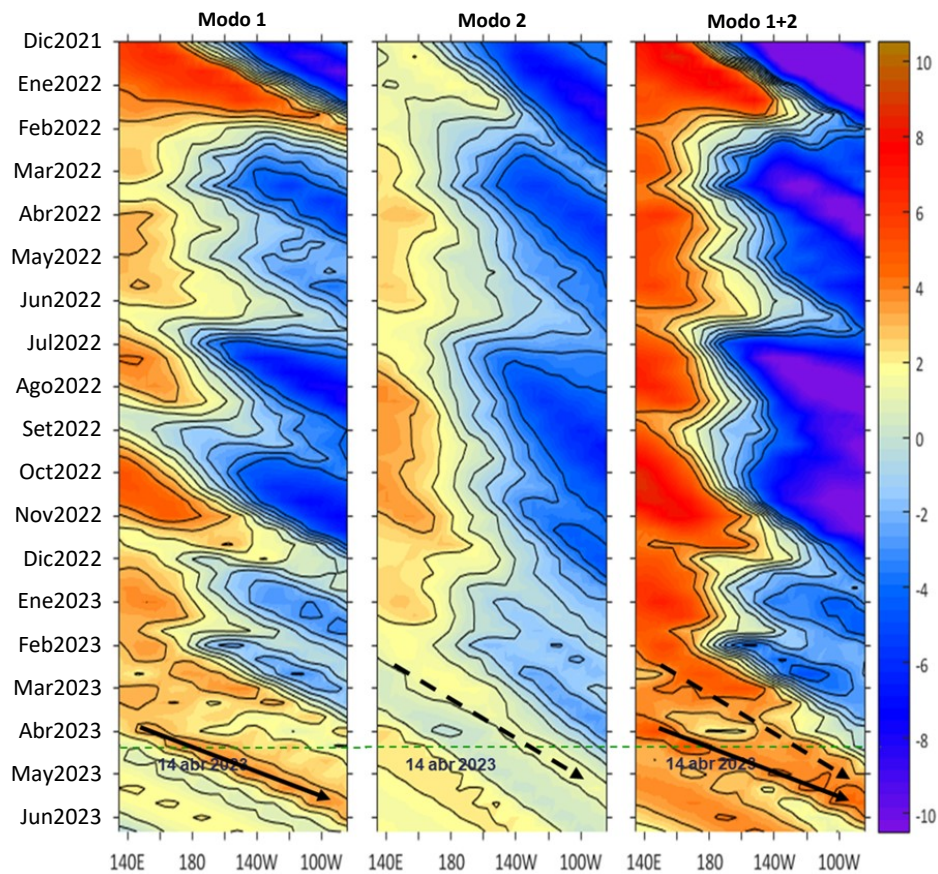 Modo 1
Modo 2
Modo 1+2
Dic2021
Ene2022
Feb2022
Mar2022
Abr2022
May2022
Jun2022
Jul2022
Ago2022
Set2022
Oct2022
Nov2022
Dic2022
Ene2023
Feb2023
Mar2023
Abr2023
May2023
Jun2023
14 abr 2023
14 abr 2023
14 abr 2023
140E 180 140W 100W
140E 180 140W 100W
140E 180 140W 100W
10
8
6
4
2
0
-2
-4
-6
-8
-10